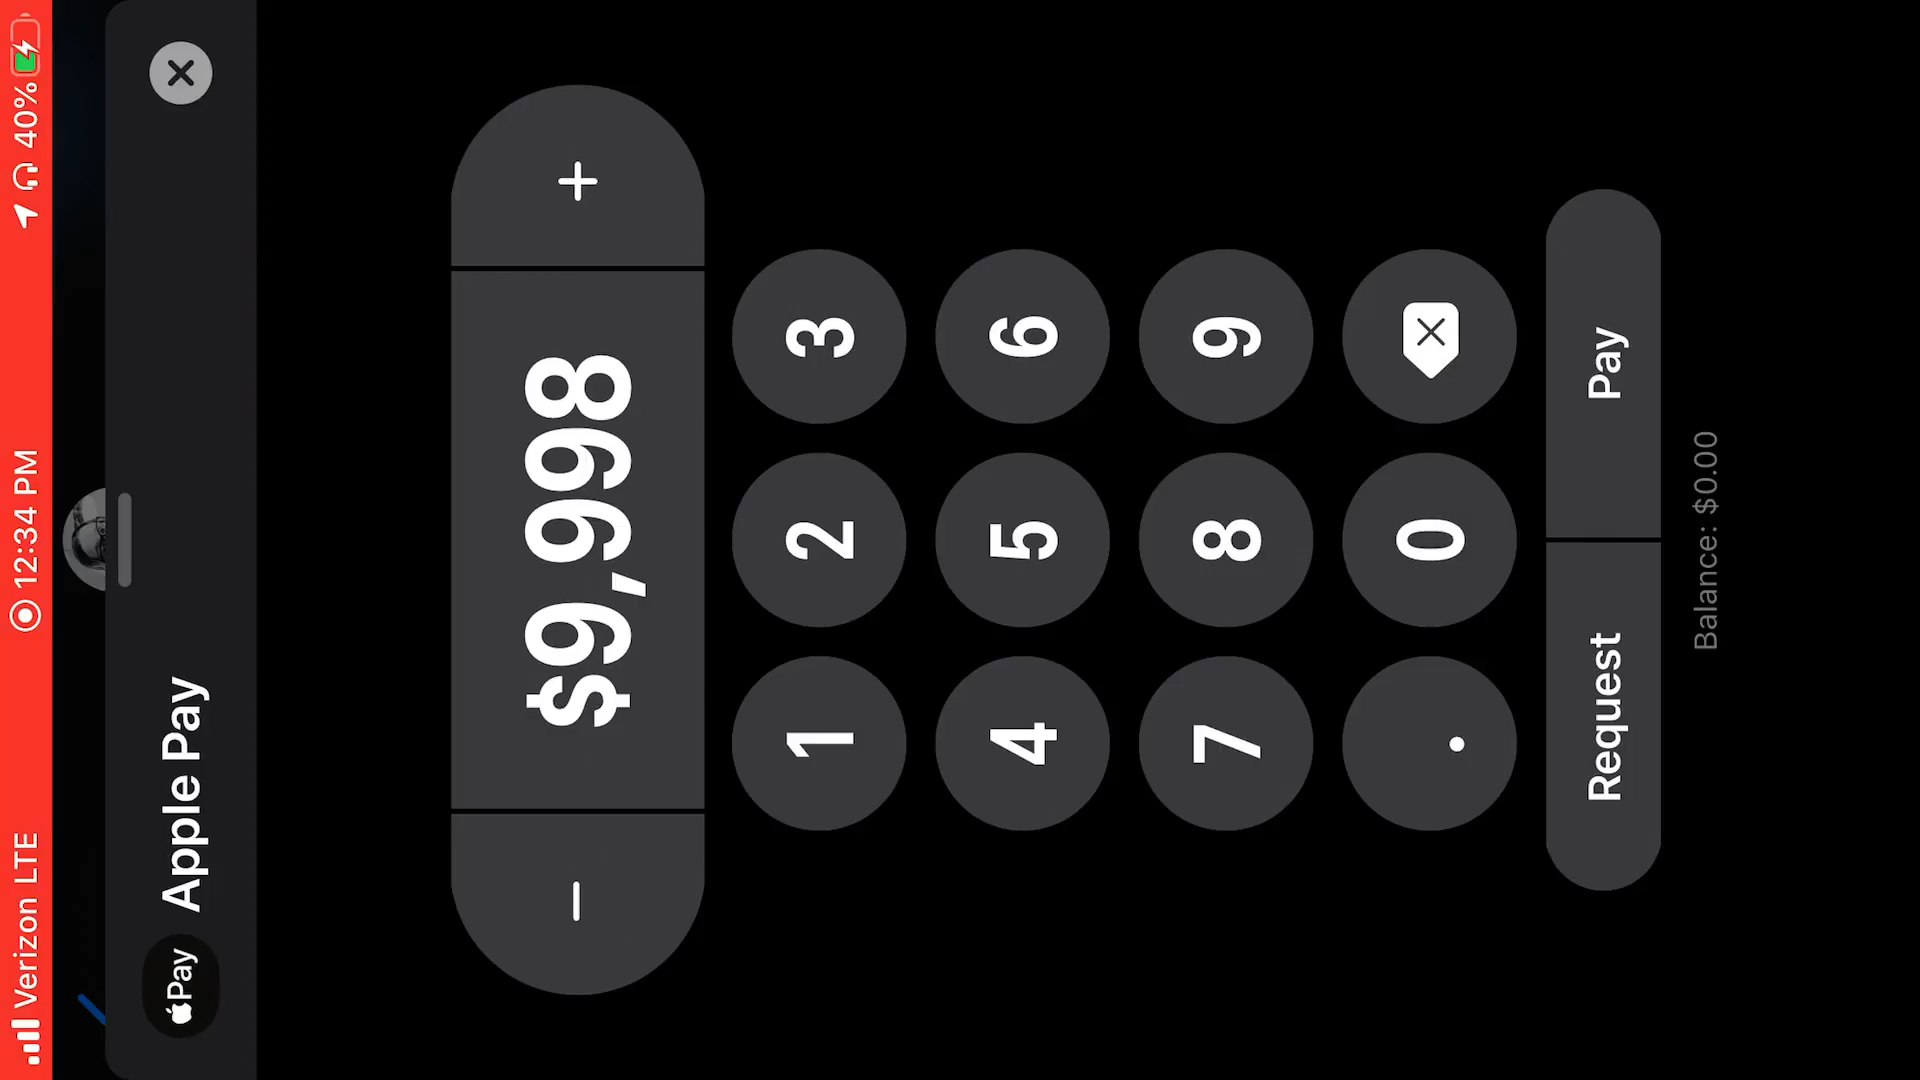 Verizon LTE 12:34 PM 40%
Pay Apple Pay
− $9,998 +
1 2 3
4 5 6
7 8 9
. 0
Request Pay
Balance: $0.00